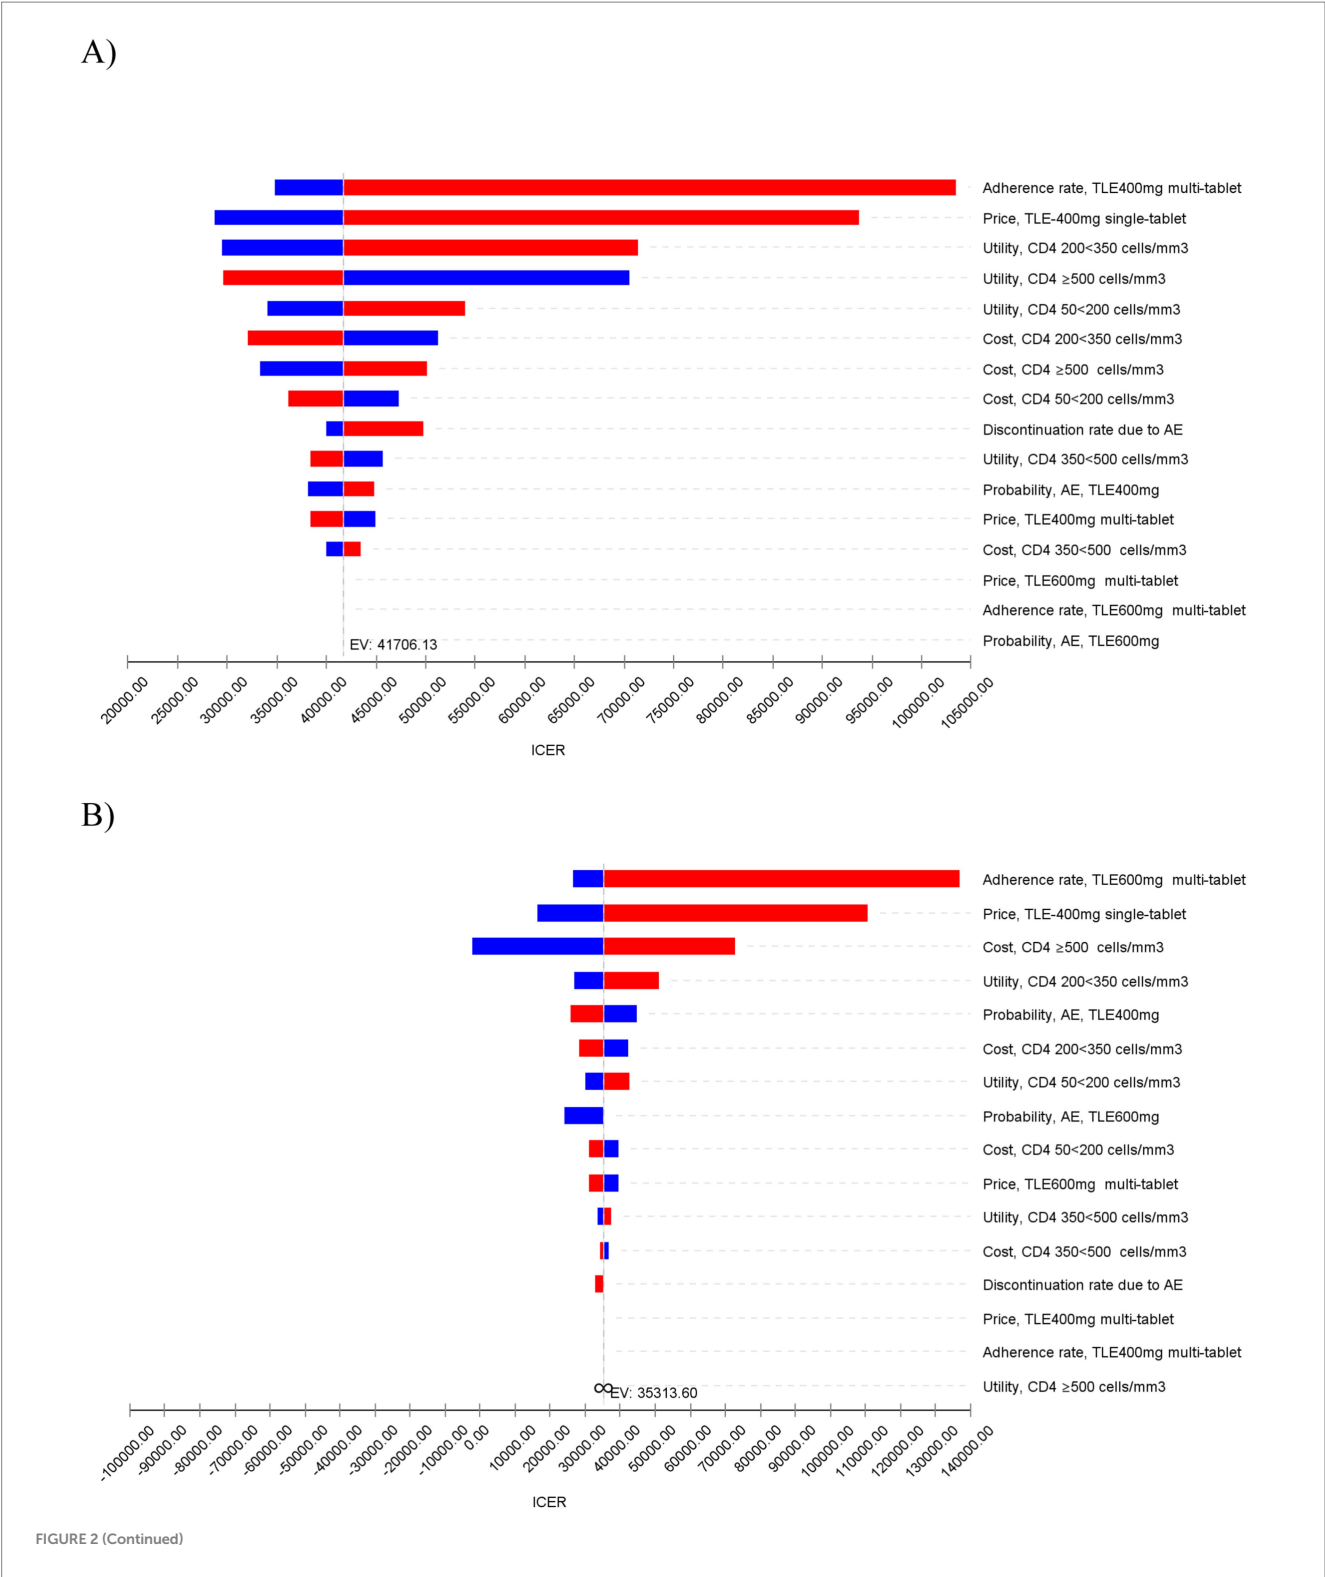 A)
Adherence rate, TLE400mg multi-tablet
Price, TLE-400mg single-tablet
Utility, CD4 200<350 cells/mm3
Utility, CD4 ≥500 cells/mm3
Utility, CD4 50<200 cells/mm3
Cost, CD4 200<350 cells/mm3
Cost, CD4 ≥500 cells/mm3
Cost, CD4 50<200 cells/mm3
Discontinuation rate due to AE
Utility, CD4 350<500 cells/mm3
Probability, AE, TLE400mg
Price, TLE400mg multi-tablet
Cost, CD4 350<500 cells/mm3
Price, TLE600mg multi-tablet
Adherence rate, TLE600mg multi-tablet
Probability, AE, TLE600mg
EV: 41706.13
20000.00 25000.00 30000.00 35000.00 40000.00 45000.00 50000.00 55000.00 60000.00 65000.00 70000.00 75000.00 80000.00 85000.00 90000.00 95000.00 100000.00 105000.00
ICER
B)
Adherence rate, TLE600mg multi-tablet
Price, TLE-400mg single-tablet
Cost, CD4 ≥500 cells/mm3
Utility, CD4 200<350 cells/mm3
Probability, AE, TLE400mg
Cost, CD4 200<350 cells/mm3
Utility, CD4 50<200 cells/mm3
Probability, AE, TLE600mg
Cost, CD4 50<200 cells/mm3
Price, TLE600mg multi-tablet
Utility, CD4 350<500 cells/mm3
Cost, CD4 350<500 cells/mm3
Discontinuation rate due to AE
Price, TLE400mg multi-tablet
Adherence rate, TLE400mg multi-tablet
Utility, CD4 ≥500 cells/mm3
∞ EV: 35313.60
-100000.00 -90000.00 -80000.00 -70000.00 -60000.00 -50000.00 -40000.00 -30000.00 -20000.00 -10000.00 0.00 10000.00 20000.00 30000.00 40000.00 50000.00 60000.00 70000.00 80000.00 90000.00 100000.00 110000.00 120000.00 130000.00 140000.00
ICER
FIGURE 2 (Continued)